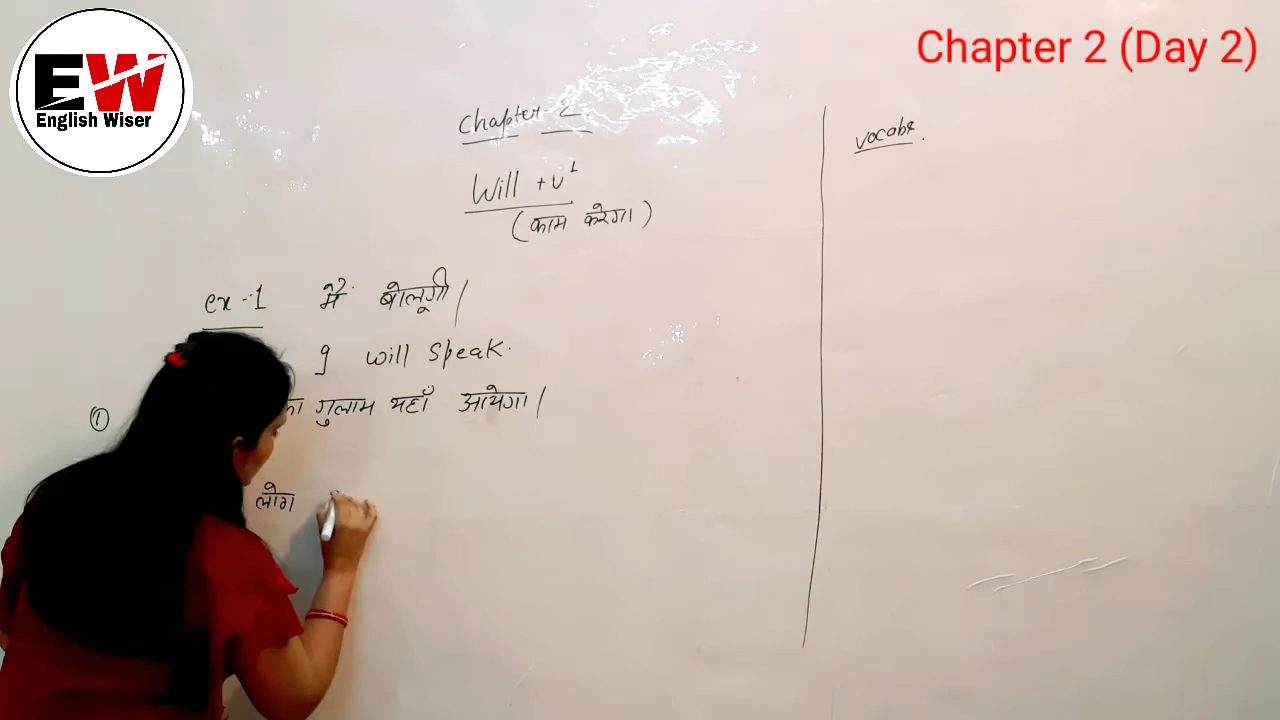 EW
English Wiser
Chapter 2 (Day 2)
Chapter- 2
Will + v¹
(काम करेगा)
ex -1 मैं बोलूगी।
I will speak.
① का गुलाम यहाँ आयेगा।
लोग
vocabs.